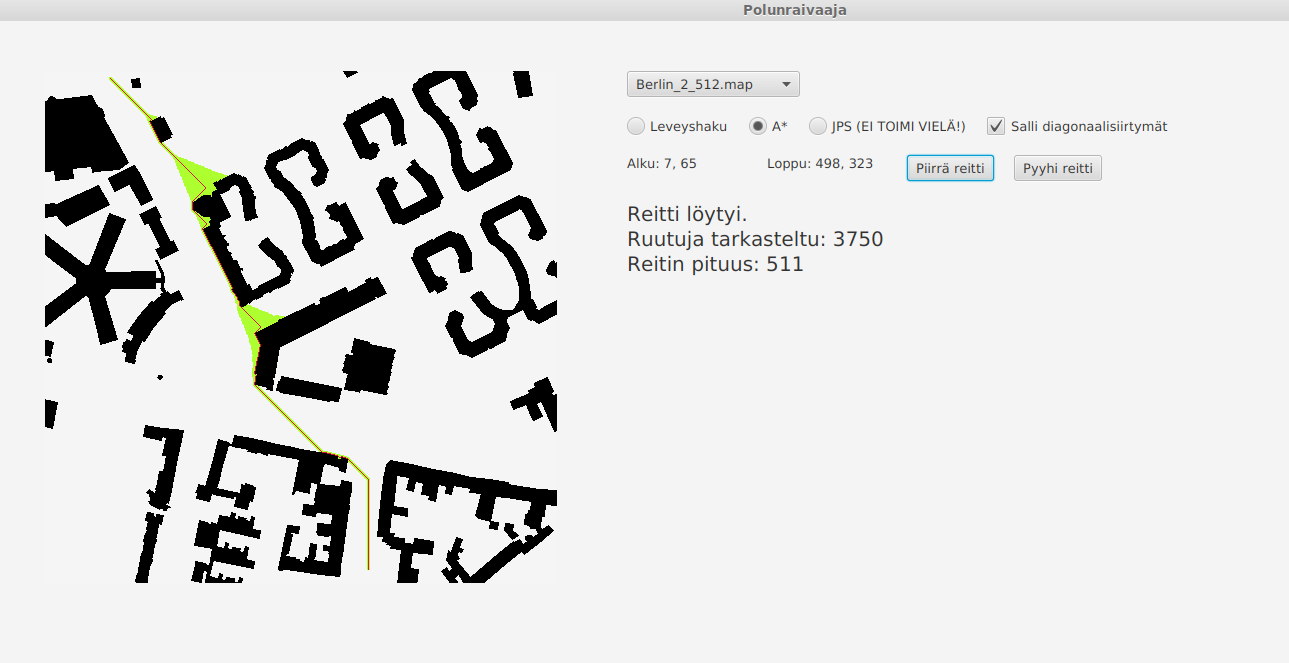 Polunraivaaja
Berlin_2_512.map
Leveyshaku A* JPS (EI TOIMI VIELÄ!) Salli diagonaalisiirtymät
Alku: 7, 65 Loppu: 498, 323 Piirrä reitti Pyyhi reitti
Reitti löytyi.
Ruutuja tarkasteltu: 3750
Reitin pituus: 511